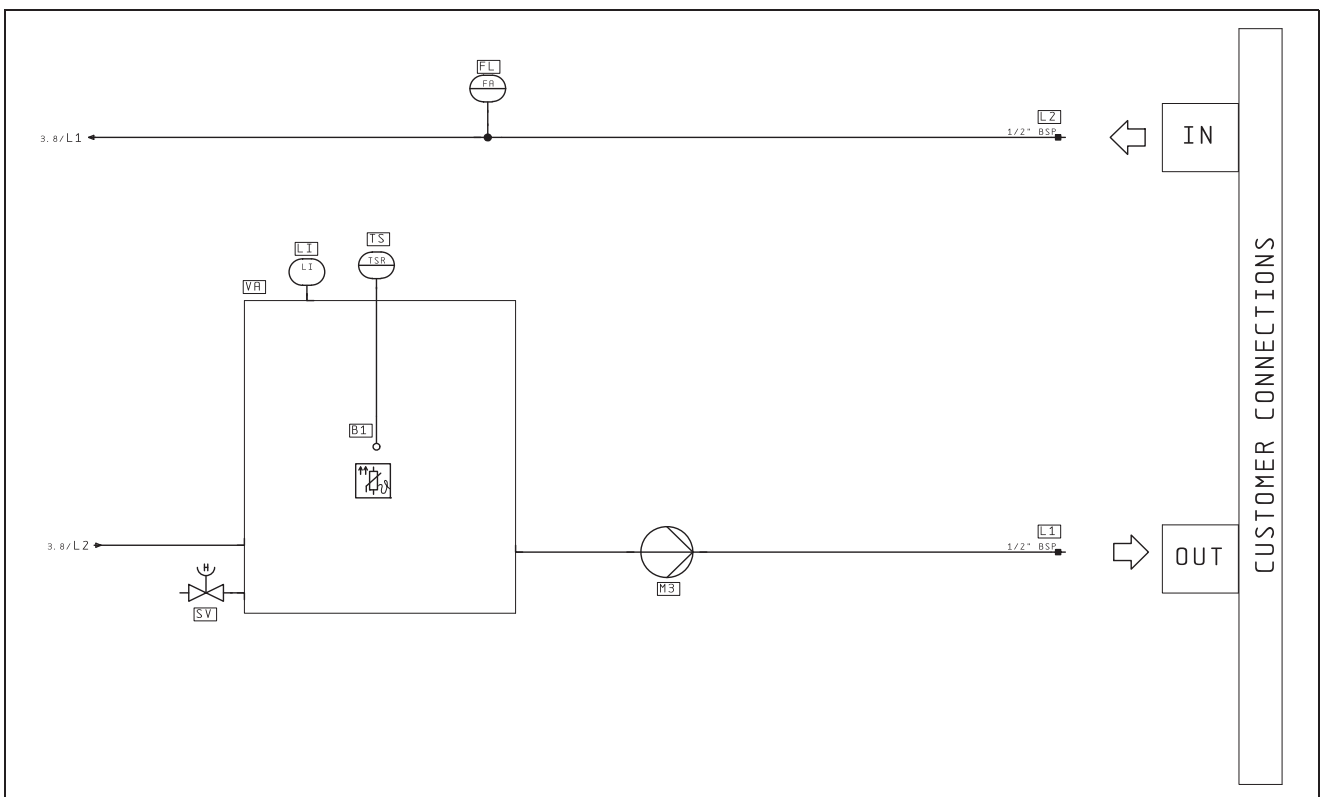 FL
FA
3.8/L1
L2
1/2" BSP
IN
LI
LI
TS
TSR
VA
B1
ϑ
CUSTOMER CONNECTIONS
3.8/L2
H
SV
M3
L1
1/2" BSP
OUT